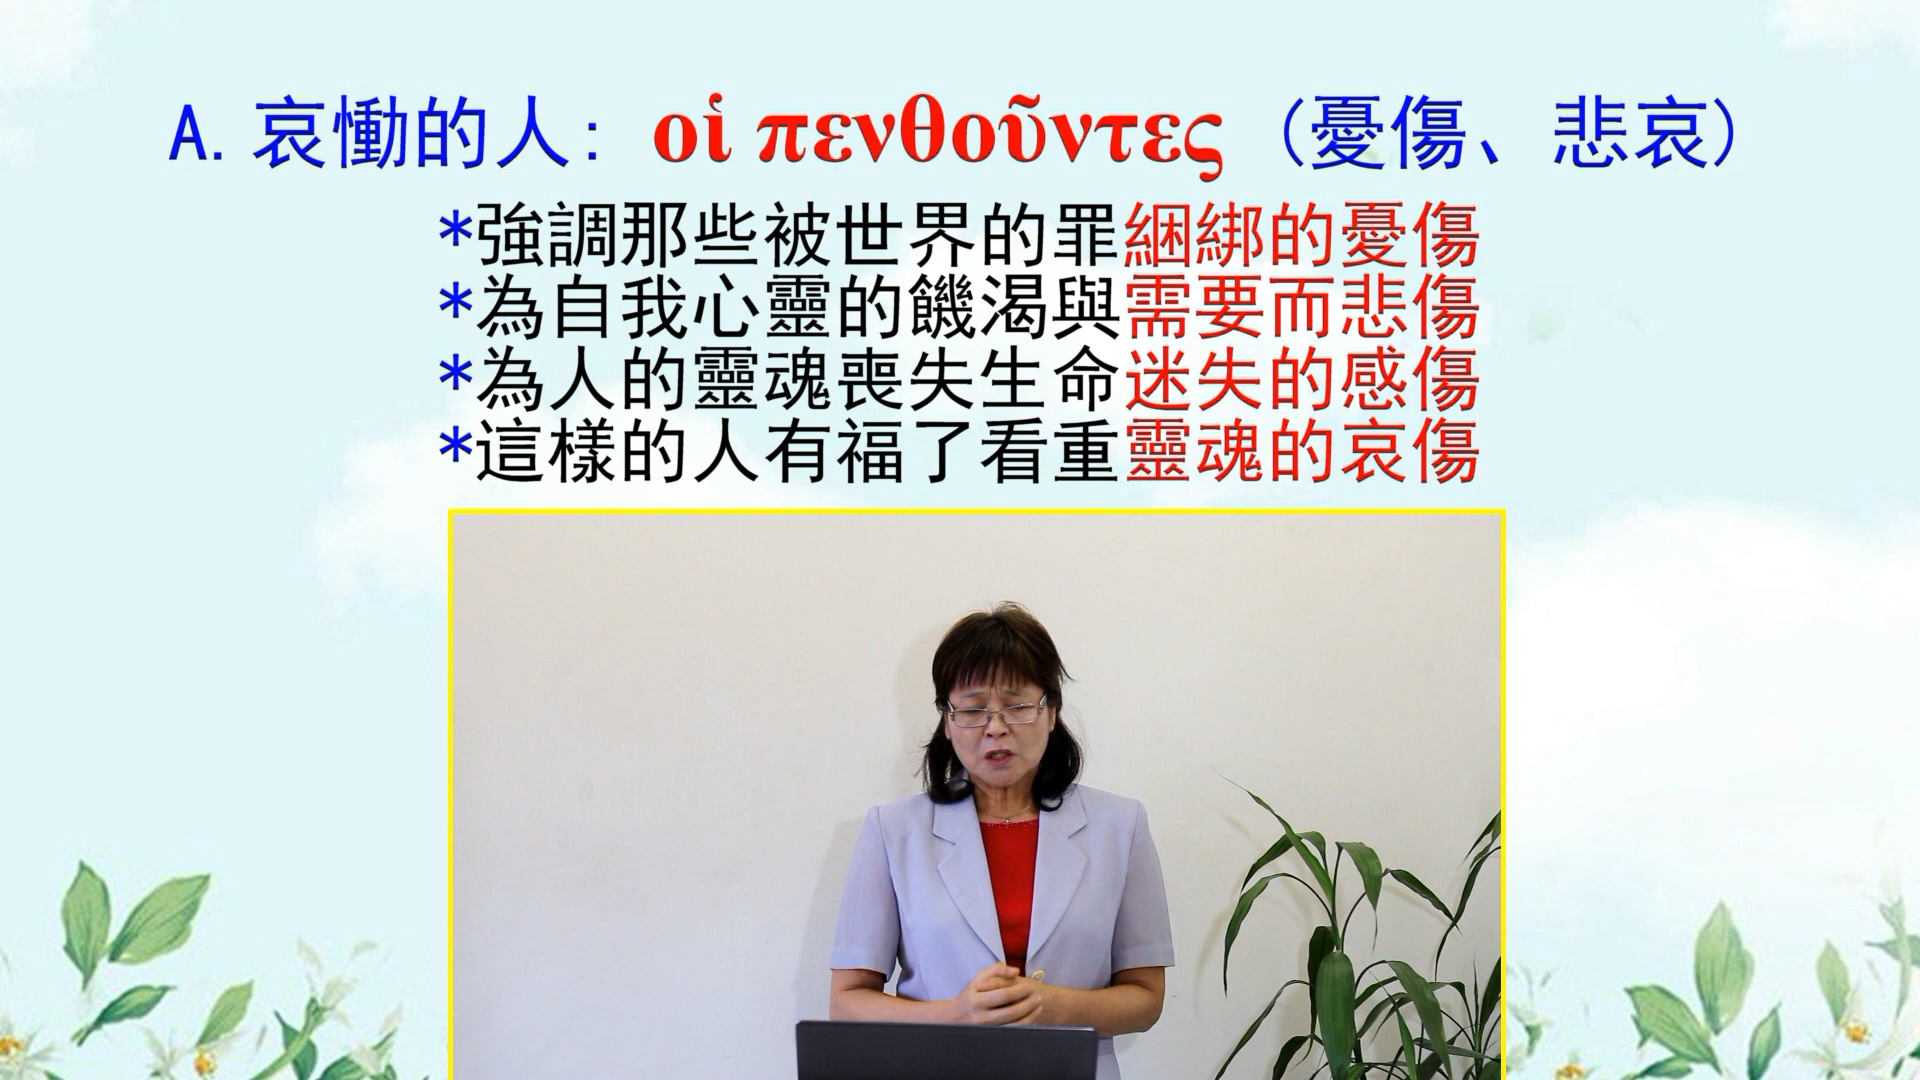 A.哀慟的人: οἱ πενθοῦντες (憂傷、悲哀)
*強調那些被世界的罪綑綁的憂傷
*為自我心靈的饑渴與需要而悲傷
*為人的靈魂喪失生命迷失的感傷
*這樣的人有福了看重靈魂的哀傷